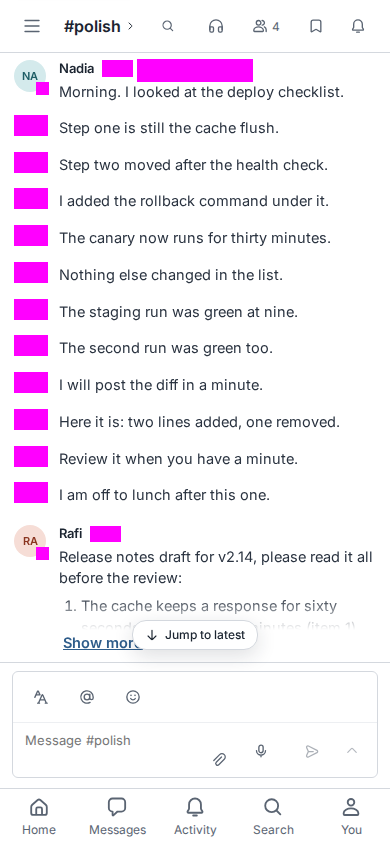 #polish
4
NA
Nadia
Morning. I looked at the deploy checklist.
Step one is still the cache flush.
Step two moved after the health check.
I added the rollback command under it.
The canary now runs for thirty minutes.
Nothing else changed in the list.
The staging run was green at nine.
The second run was green too.
I will post the diff in a minute.
Here it is: two lines added, one removed.
Review it when you have a minute.
I am off to lunch after this one.
RA
Rafi
Release notes draft for v2.14, please read it all
before the review:
1. The cache keeps a response for sixty
(item 1)
Show more
Jump to latest
Message #polish
Home
Messages
Activity
Search
You